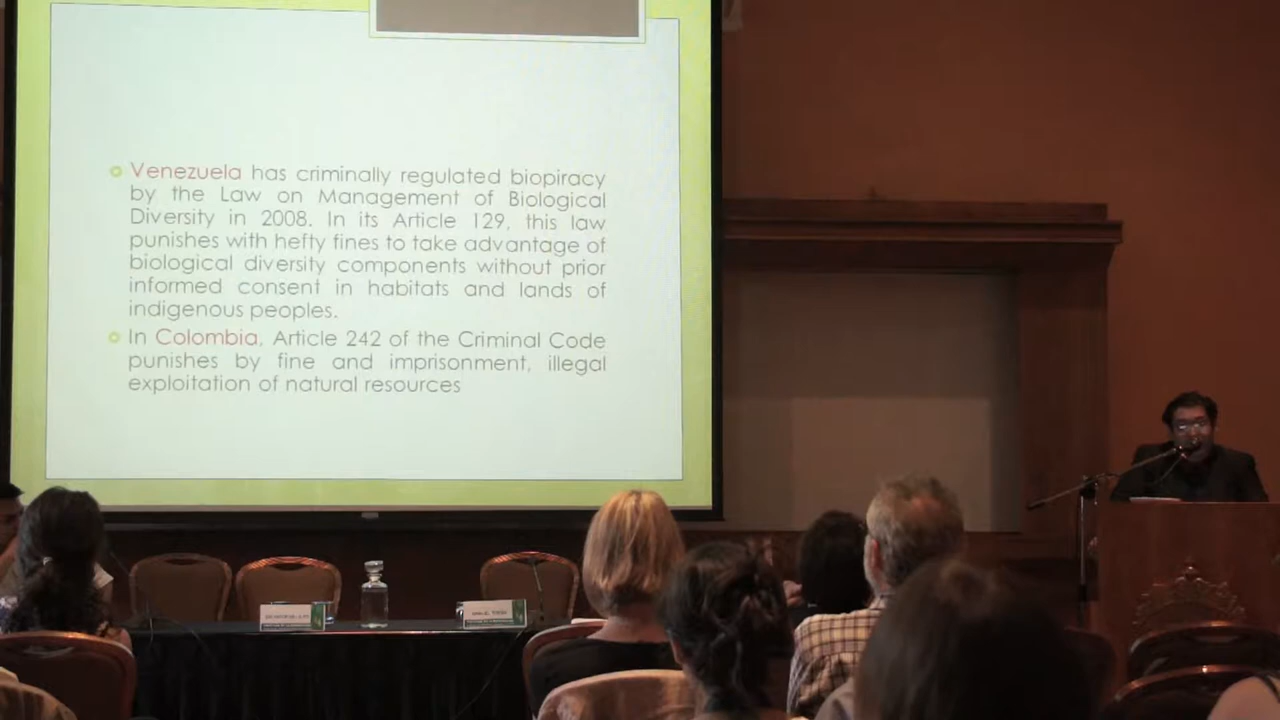 Venezuela has criminally regulated biopiracy
by the Law on Management of Biological
Diversity in 2008. In its Article 129, this law
punishes with hefty fines to take advantage of
biological diversity components without prior
informed consent in habitats and lands of
indigenous peoples.
In Colombia, Article 242 of the Criminal Code
punishes by fine and imprisonment, illegal
exploitation of natural resources